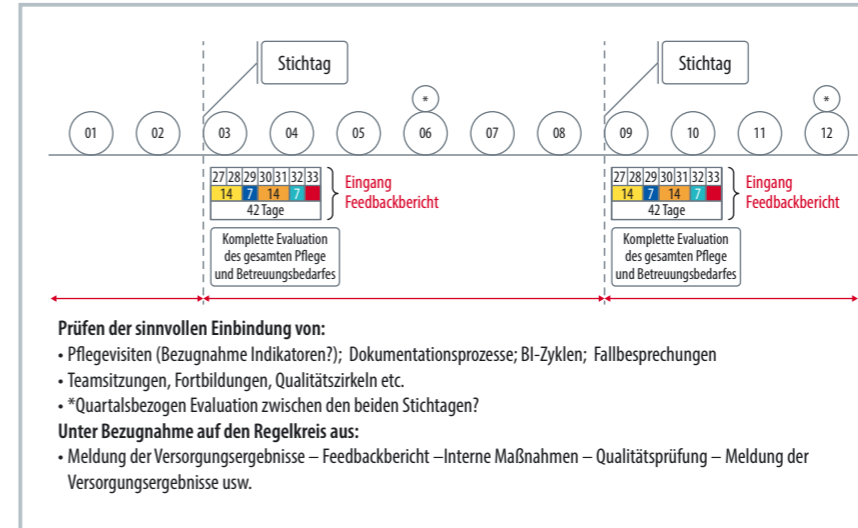 Stichtag Stichtag
* *
01 02 03 04 05 06 07 08 09 10 11 12
27 28 29 30 31 32 33 27 28 29 30 31 32 33
14 7 14 7 14 7 14 7
42 Tage 42 Tage
Eingang Eingang
Feedbackbericht Feedbackbericht
Komplette Evaluation Komplette Evaluation
des gesamten Pflege des gesamten Pflege
und Betreuungsbedarfes und Betreuungsbedarfes
Prüfen der sinnvollen Einbindung von:
• Pflegevisiten (Bezugnahme Indikatoren?); Dokumentationsprozesse; BI-Zyklen; Fallbesprechungen
• Teamsitzungen, Fortbildungen, Qualitätszirkeln etc.
• *Quartalsbezogen Evaluation zwischen den beiden Stichtagen?
Unter Bezugnahme auf den Regelkreis aus:
• Meldung der Versorgungsergebnisse – Feedbackbericht –Interne Maßnahmen – Qualitätsprüfung – Meldung der
Versorgungsergebnisse usw.